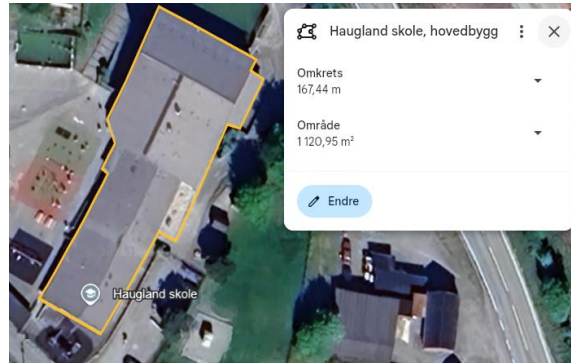 Haugland skole, hovedbygg
Omkrets
167,44 m
Område
1 120,95 m²
Endre
Haugland skole